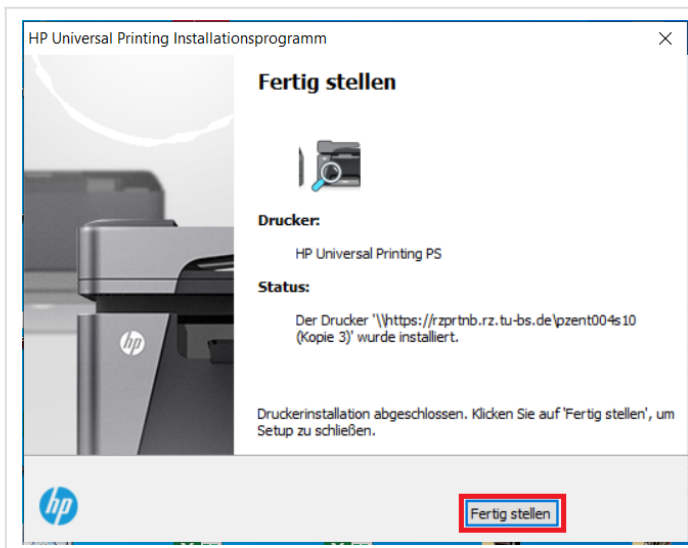 HP Universal Printing Installationsprogramm
Fertig stellen
Drucker:
HP Universal Printing PS
Status:
Der Drucker '\\https://rzprtnb.rz.tu-bs.de\pzent004s10
(Kopie 3)' wurde installiert.
Druckerinstallation abgeschlossen. Klicken Sie auf 'Fertig stellen', um
Setup zu schließen.
hp
hp
Fertig stellen